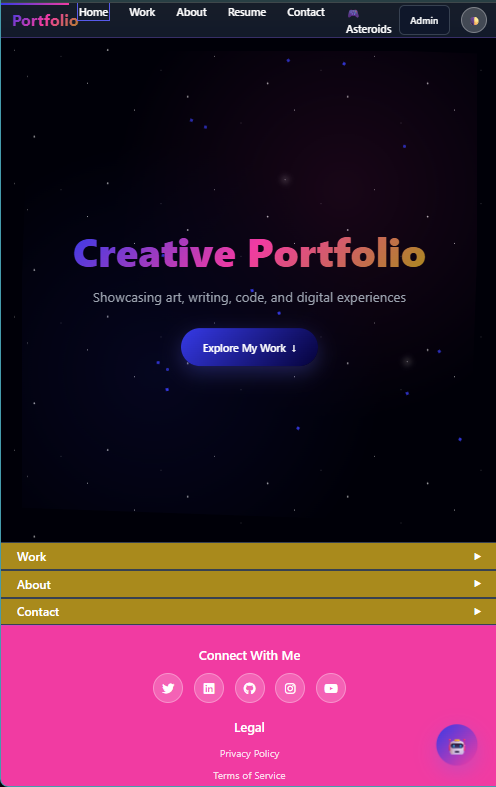 Portfolio
Home
Work
About
Resume
Contact
Asteroids
Admin
Creative Portfolio
Showcasing art, writing, code, and digital experiences
Explore My Work ↓
Work
About
Contact
Connect With Me
Legal
Privacy Policy
Terms of Service